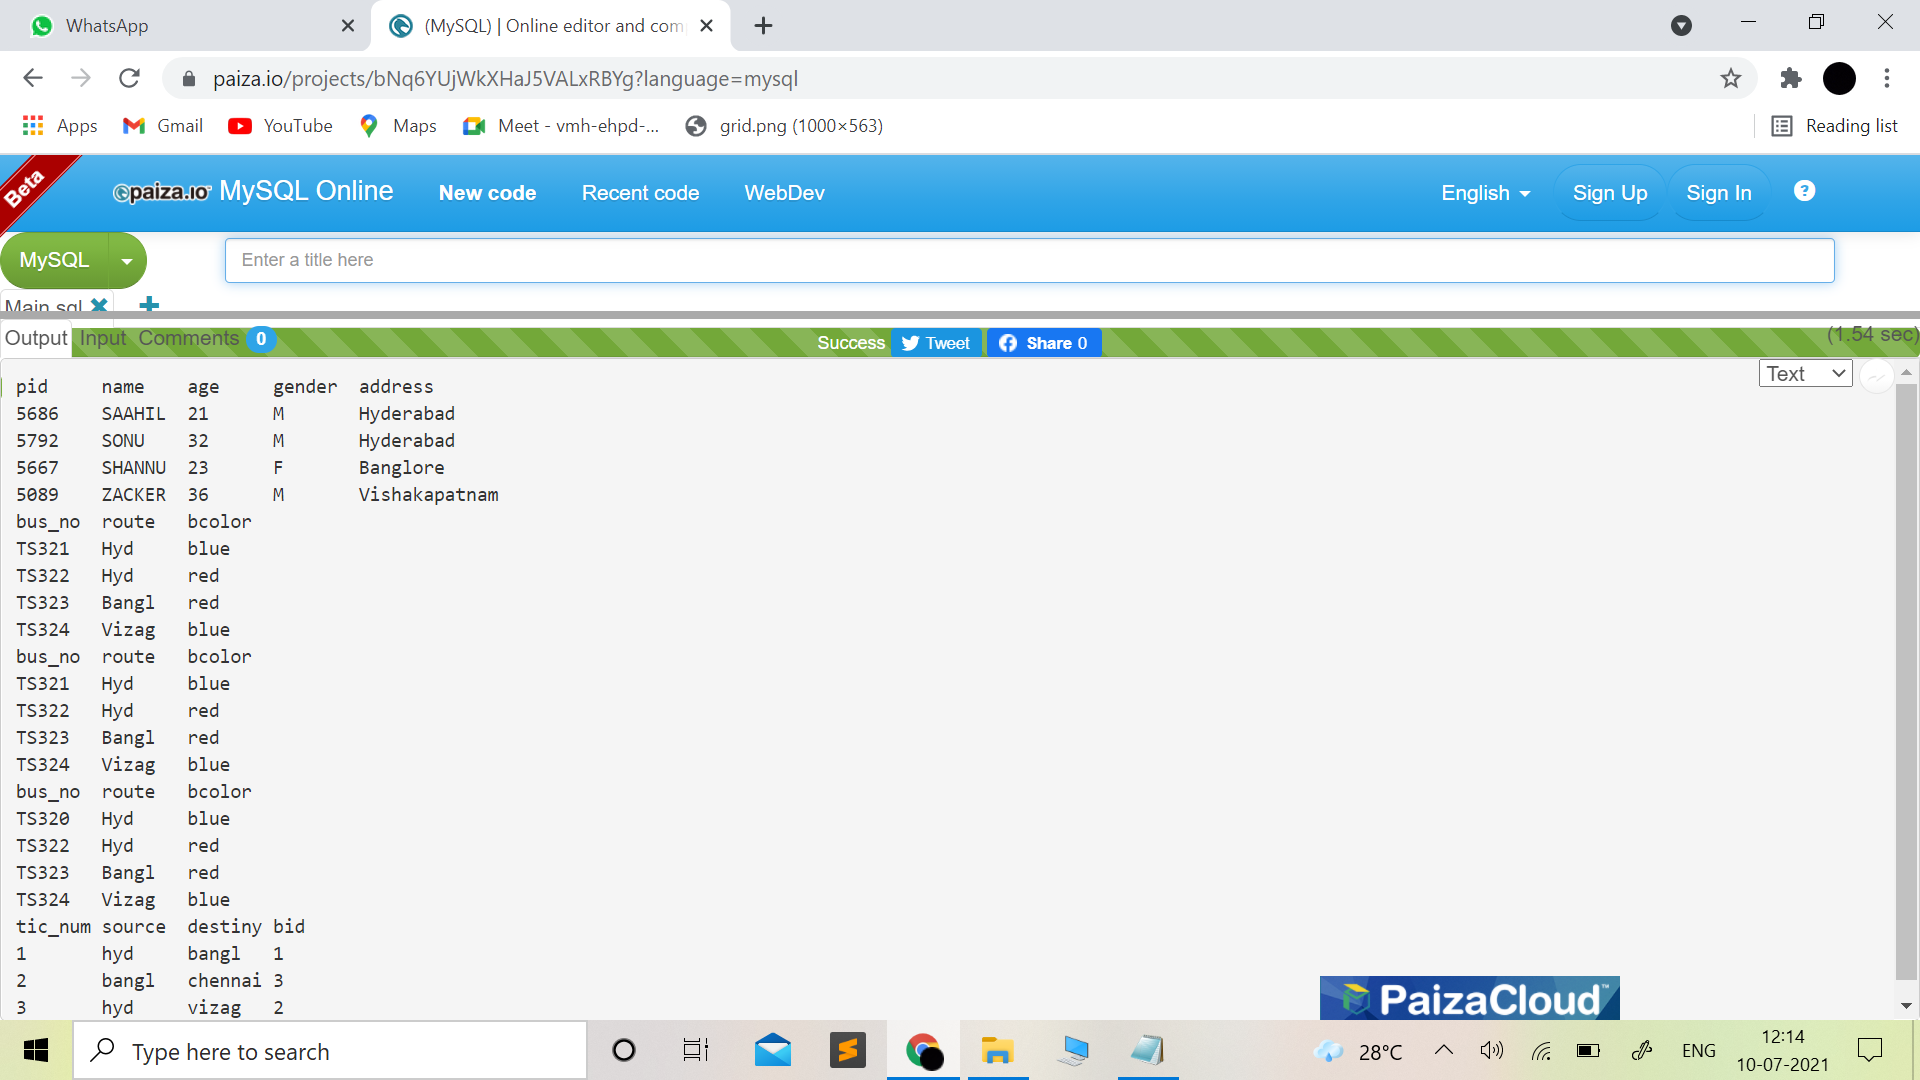 WhatsApp
(MySQL) | Online editor and com
paiza.io/projects/bNq6YUjWkXHaJ5VALxRBYg?language=mysql
Apps Gmail YouTube Maps Meet - vmh-ehpd-... grid.png (1000×563) Reading list
Beta
paiza.IO MySQL Online New code Recent code WebDev English Sign Up Sign In ?
MySQL Enter a title here
Main.sql
Output Input Comments 0 Success Tweet Share 0 (1.54 sec)
Text
pid name age gender address
5686 SAAHIL 21 M Hyderabad
5792 SONU 32 M Hyderabad
5667 SHANNU 23 F Banglore
5089 ZACKER 36 M Vishakapatnam
bus_no route bcolor
TS321 Hyd blue
TS322 Hyd red
TS323 Bangl red
TS324 Vizag blue
bus_no route bcolor
TS321 Hyd blue
TS322 Hyd red
TS323 Bangl red
TS324 Vizag blue
bus_no route bcolor
TS320 Hyd blue
TS322 Hyd red
TS323 Bangl red
TS324 Vizag blue
tic_num source destiny bid
1 hyd bangl 1
2 bangl chennai 3
3 hyd vizag 2
PaizaCloud™
Type here to search 28°C ENG 12:14
10-07-2021